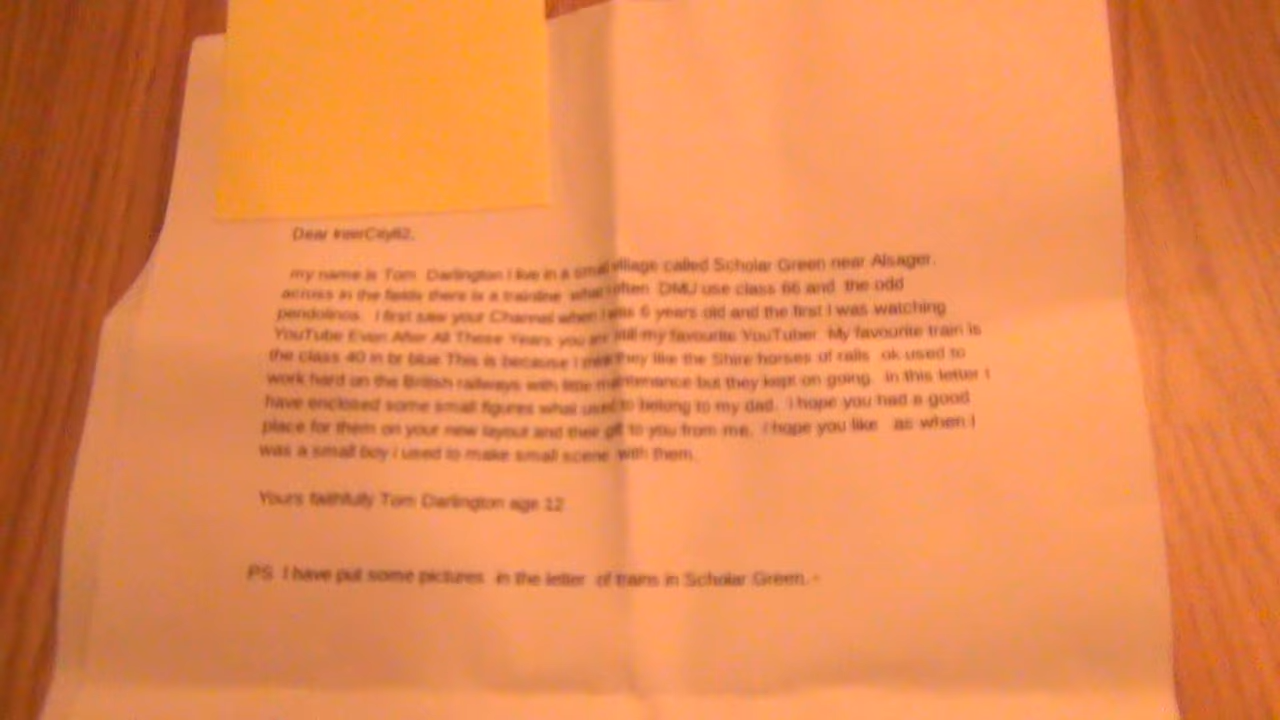 Dear InterCity82,
my name is Tom Darlington I live in a small village called Scholar Green near Alsager.
across in the fields there is a trainline what often DMU use class 66 and the odd
pendolinos. I first saw your Channel when I was 6 years old and the first I was watching
YouTube Even After All These Years you are still my favourite YouTuber. My favourite train is
the class 40 in br blue This is because I they like the Shire horses of rails ok used to
work hard on the British railways with little maintenance but they kept on going. in this letter I
have enclosed some small figures what used to belong to my dad. I hope you had a good
place for them on your new layout and their gift to you from me. I hope you like as when I
was a small boy i used to make small scene with them.
Yours faithfully Tom Darlington age 12
PS I have put some pictures in the letter of trains in Scholar Green.-